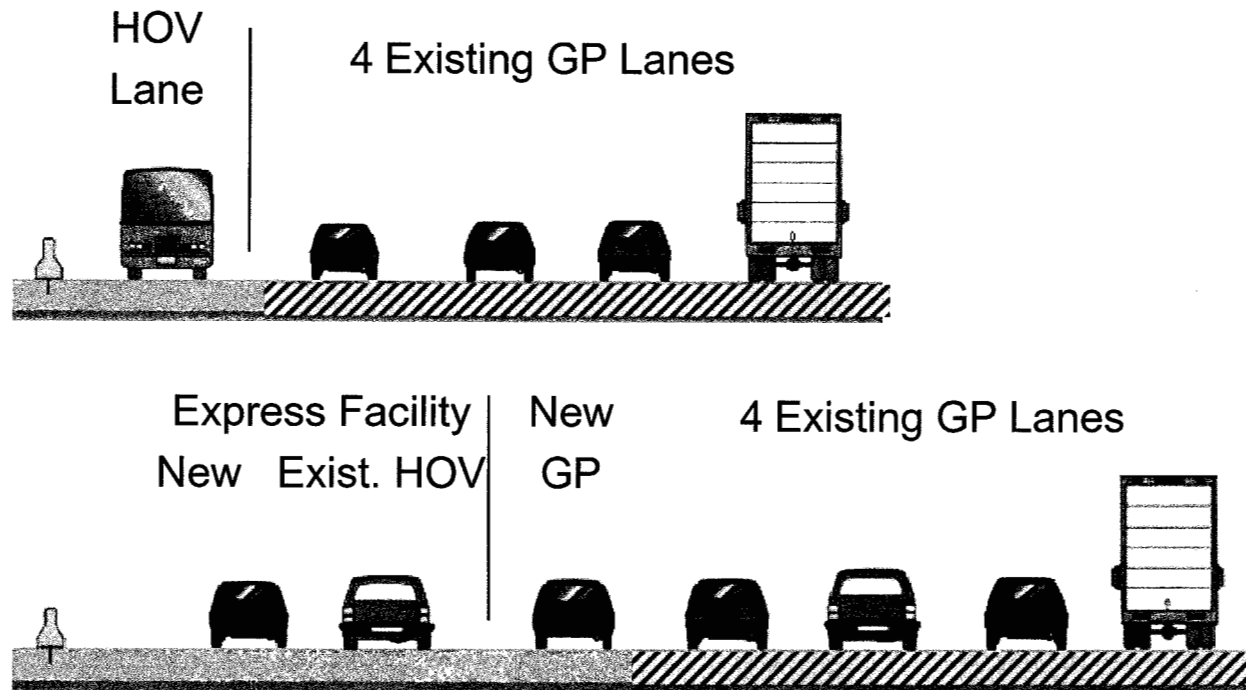 HOV
Lane
4 Existing GP Lanes
Express Facility
New Exist. HOV
New
GP
4 Existing GP Lanes